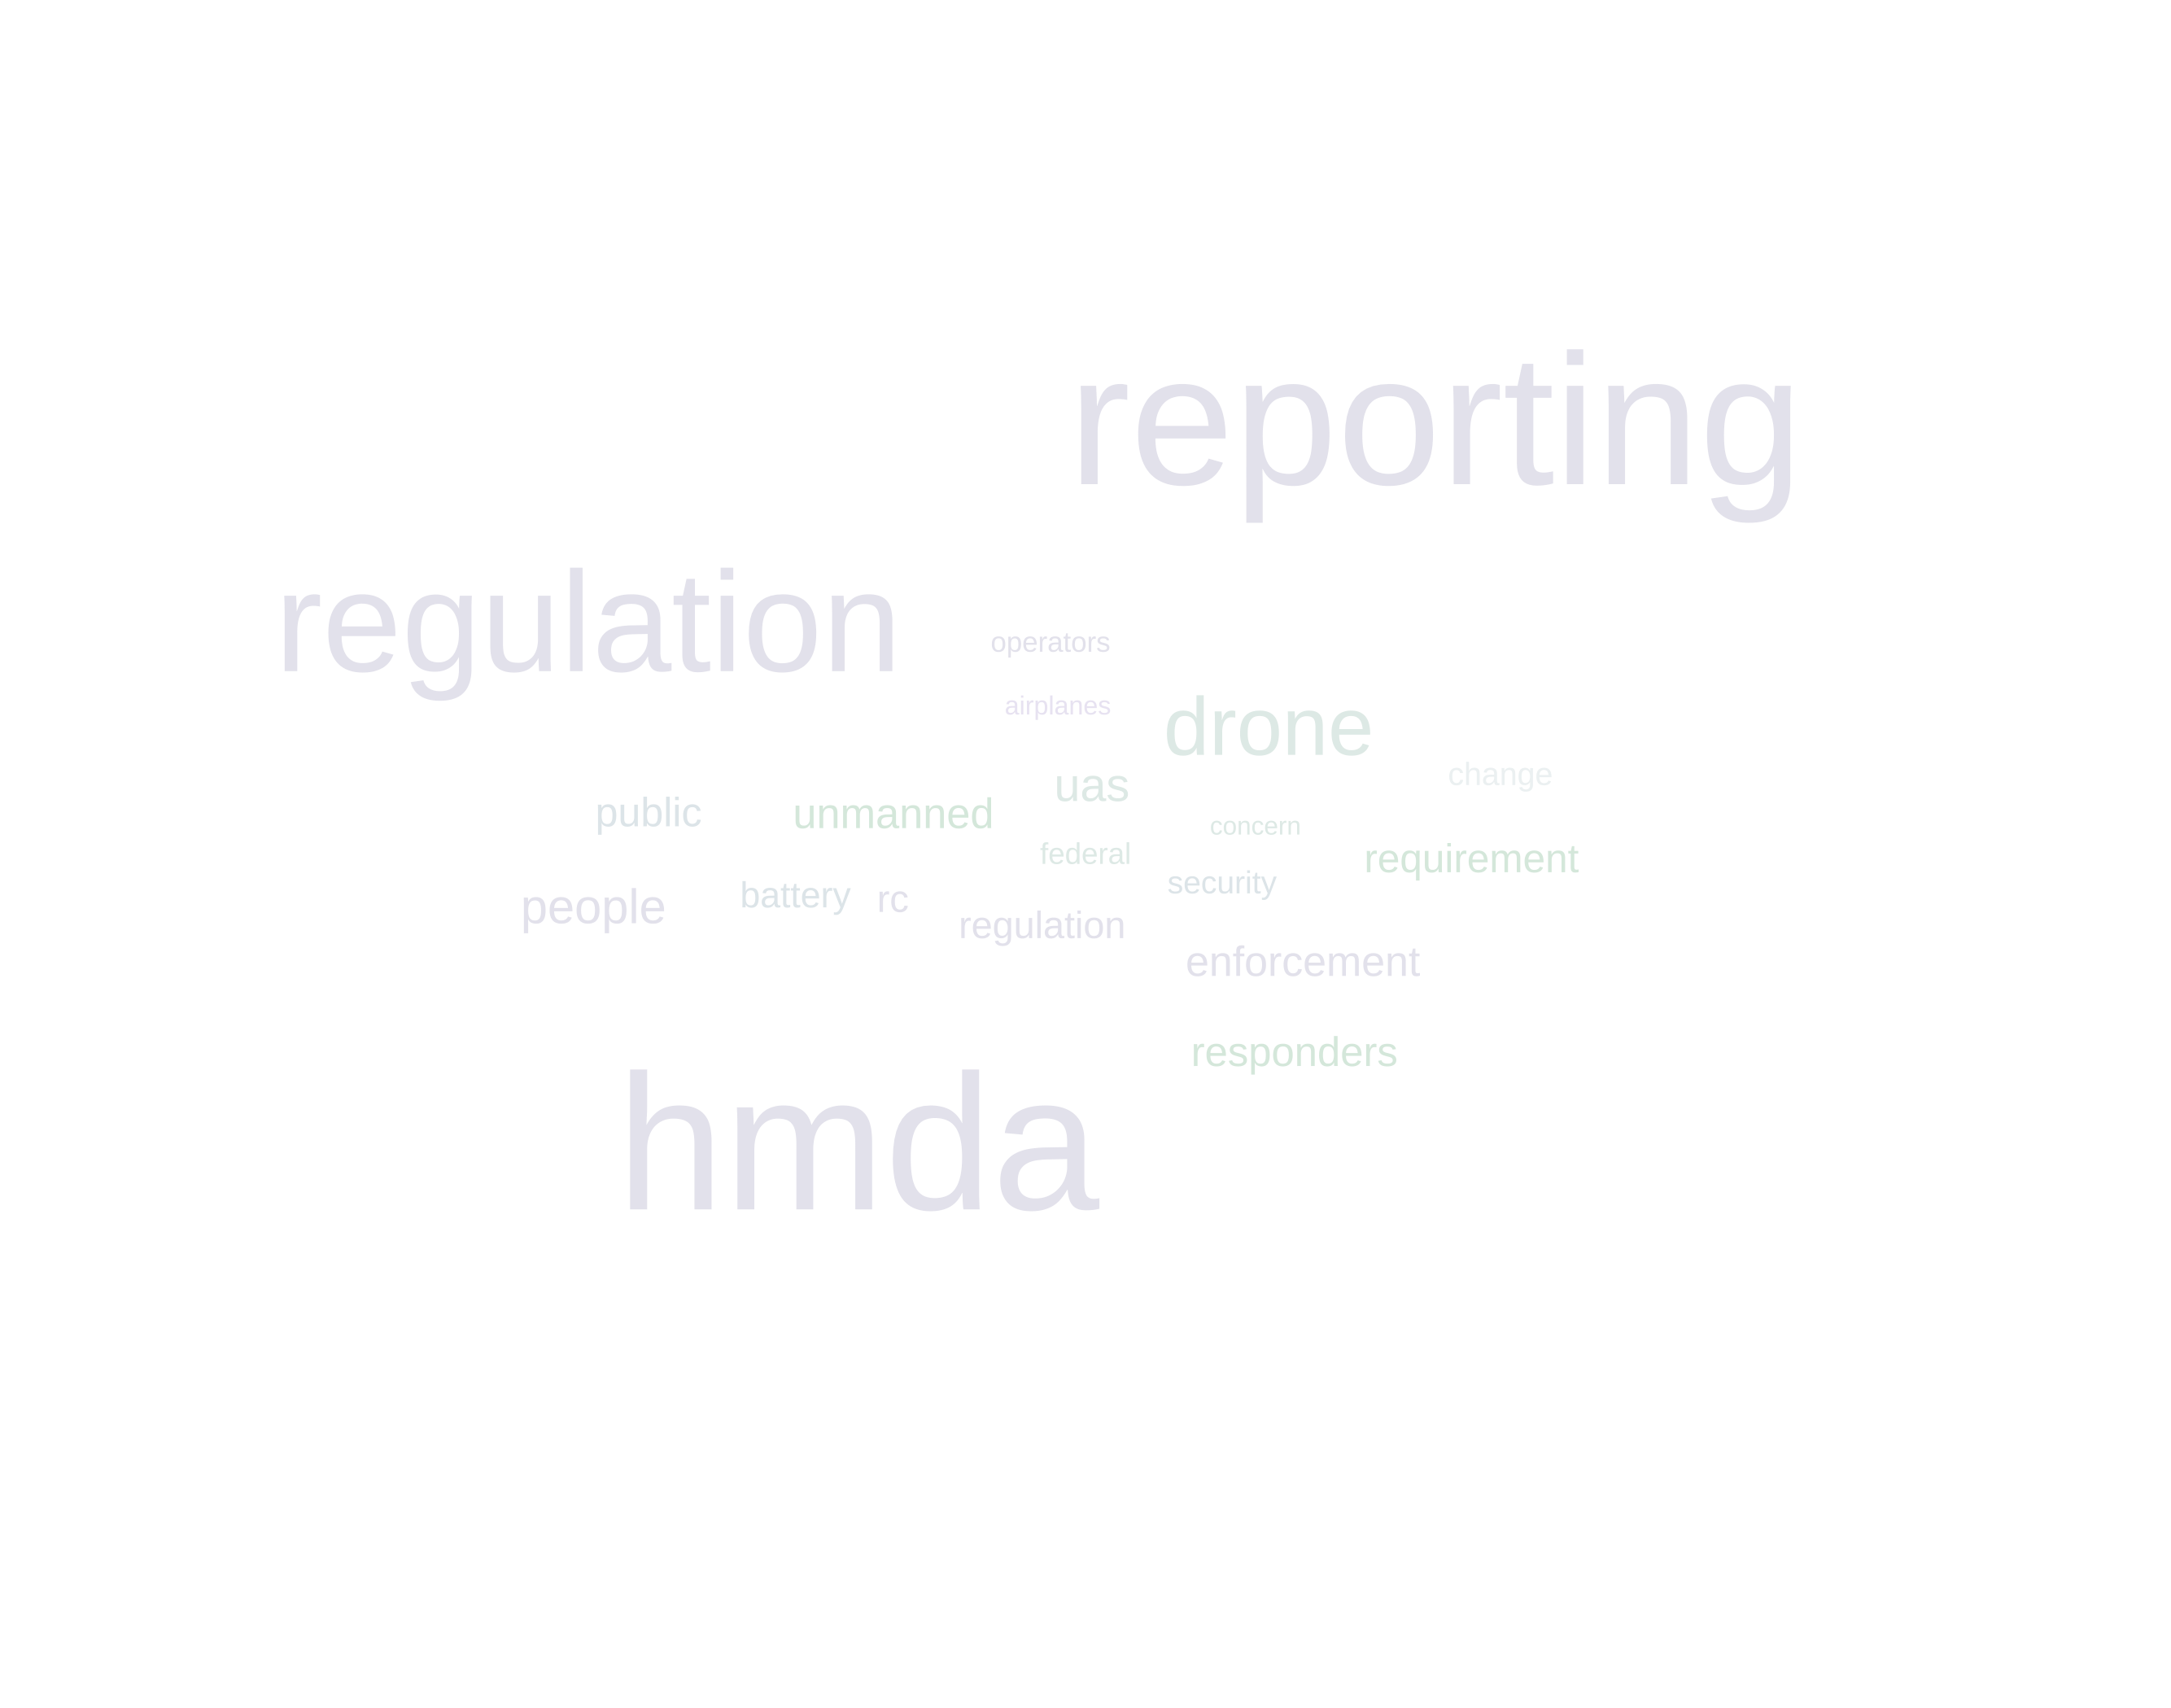 reporting
regulation
operators
airplanes
drone
change
uas
public
unmanned
concern
federal
requirement
security
battery
rc
people
regulation
enforcement
responders
hmda